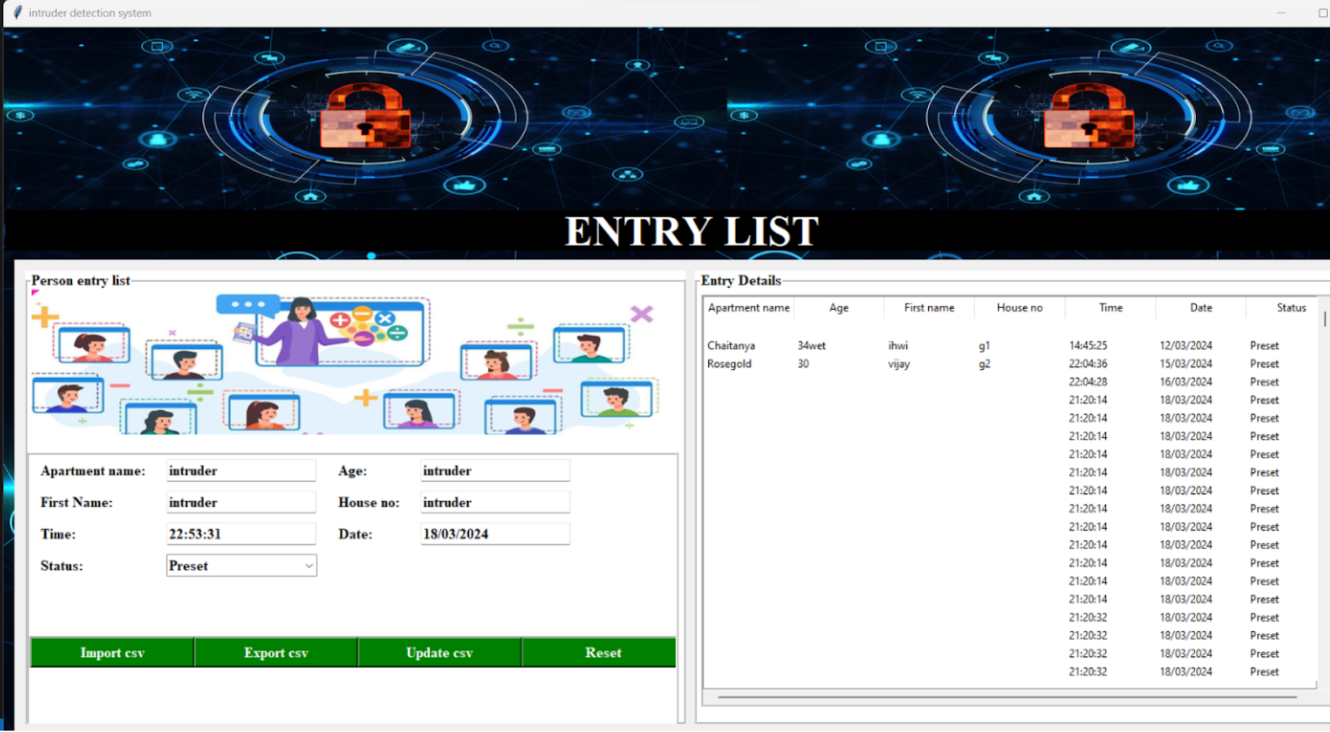 intruder detection system
ENTRY LIST
Person entry list
Apartment name: intruder Age: intruder
First Name: intruder House no: intruder
Time: 22:53:31 Date: 18/03/2024
Status: Preset
Import csv Export csv Update csv Reset
Entry Details
Apartment name Age First name House no Time Date Status
Chaitanya 34wet ihwi g1 14:45:25 12/03/2024 Preset
Rosegold 30 vijay g2 22:04:36 15/03/2024 Preset
22:04:28 16/03/2024 Preset
21:20:14 18/03/2024 Preset
21:20:14 18/03/2024 Preset
21:20:14 18/03/2024 Preset
21:20:14 18/03/2024 Preset
21:20:14 18/03/2024 Preset
21:20:14 18/03/2024 Preset
21:20:14 18/03/2024 Preset
21:20:14 18/03/2024 Preset
21:20:14 18/03/2024 Preset
21:20:14 18/03/2024 Preset
21:20:14 18/03/2024 Preset
21:20:14 18/03/2024 Preset
21:20:32 18/03/2024 Preset
21:20:32 18/03/2024 Preset
21:20:32 18/03/2024 Preset
21:20:32 18/03/2024 Preset